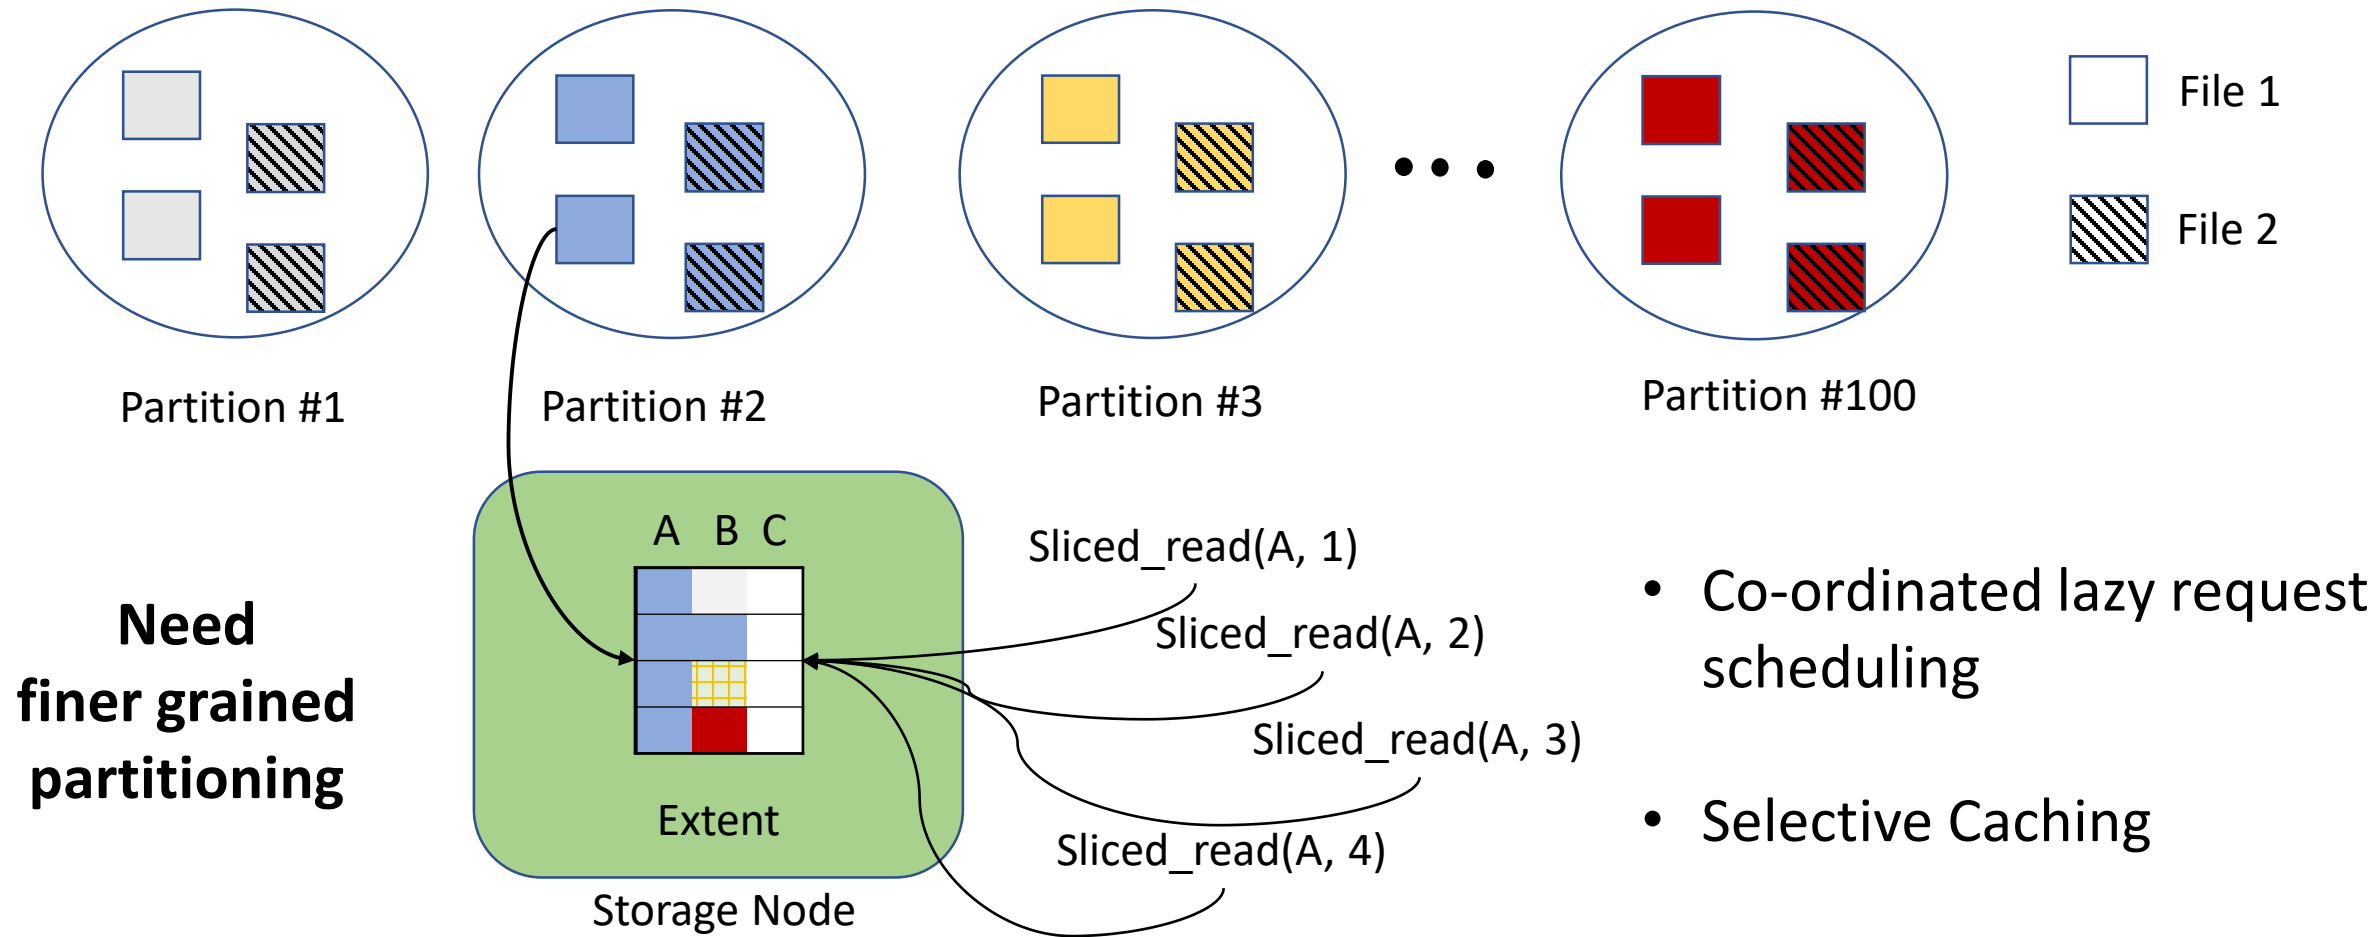 File 1
File 2
Partition #1
Partition #2
Partition #3
Partition #100
Need
finer grained
partitioning
A B C
Extent
Storage Node
Sliced_read(A, 1)
Sliced_read(A, 2)
Sliced_read(A, 3)
Sliced_read(A, 4)
• Co-ordinated lazy request
scheduling
• Selective Caching